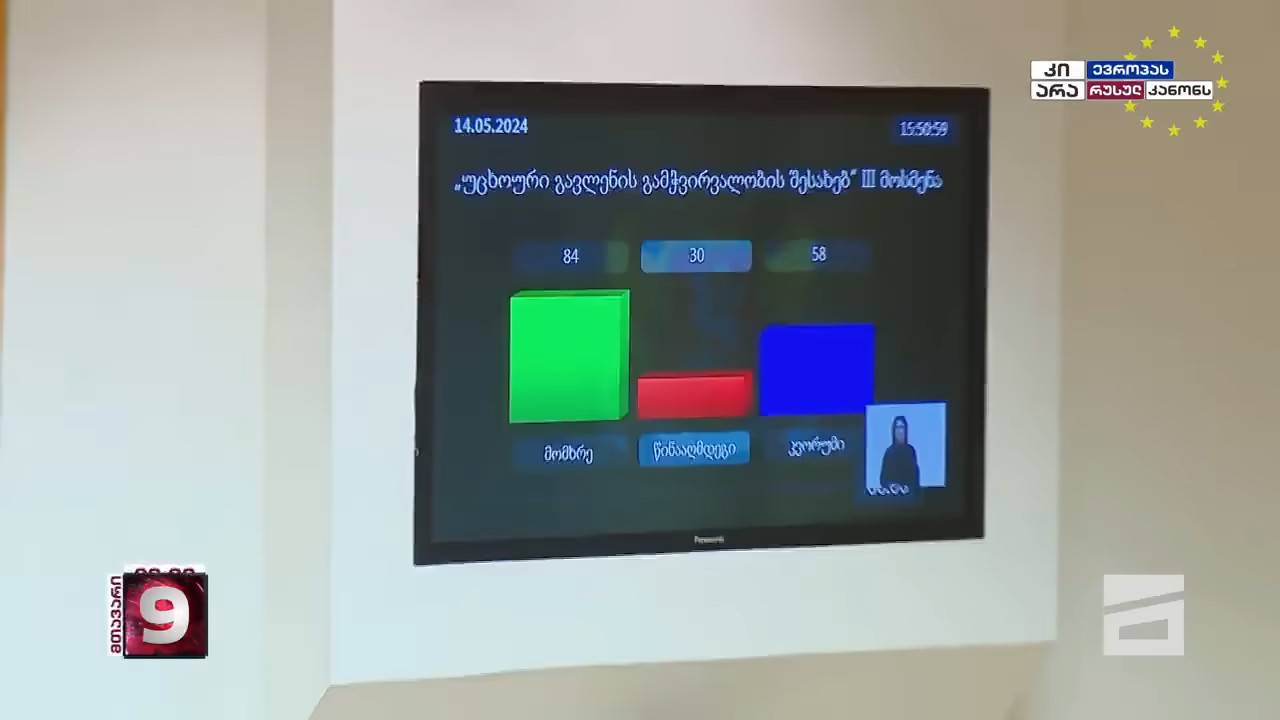 კი ევროპას
არა რუსულ კანონს
14.05.2024
15:50:59
„უცხოური გავლენის გამჭვირვალობის შესახებ“ III მოსმენა
84
30
58
მომხრე
წინააღმდეგი
კვორუმი
Panasonic
მთავარი
9